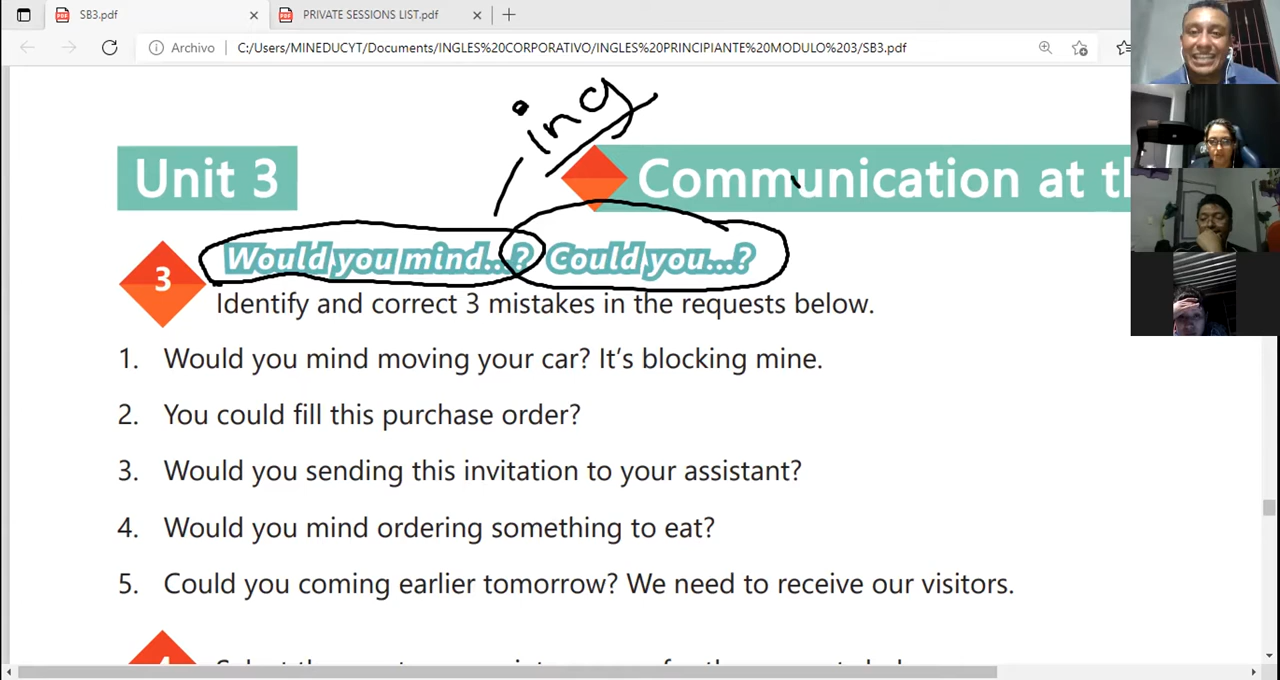 SB3.pdf
PRIVATE SESSIONS LIST.pdf
Archivo
C:/Users/MINEDUCYT/Documents/INGLES%20CORPORATIVO/INGLES%20PRINCIPIANTE%20MODULO%203/SB3.pdf
ing
Unit 3
Communication at th
3
Would you mind...? Could you...?
Identify and correct 3 mistakes in the requests below.
1. Would you mind moving your car? It's blocking mine.
2. You could fill this purchase order?
3. Would you sending this invitation to your assistant?
4. Would you mind ordering something to eat?
5. Could you coming earlier tomorrow? We need to receive our visitors.